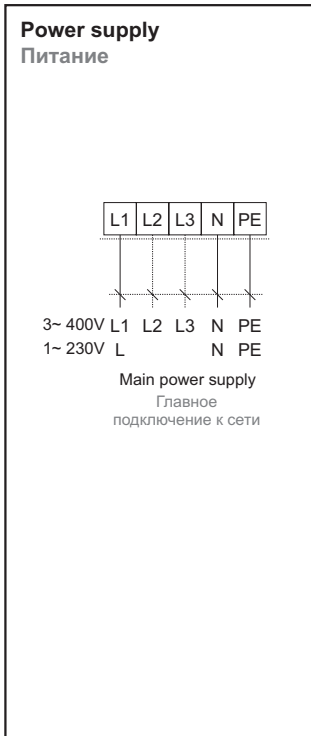 Power supply
Питание
L1 L2 L3 N PE
3~ 400V L1 L2 L3 N PE
1~ 230V L N PE
Main power supply
Главное
подключение к сети